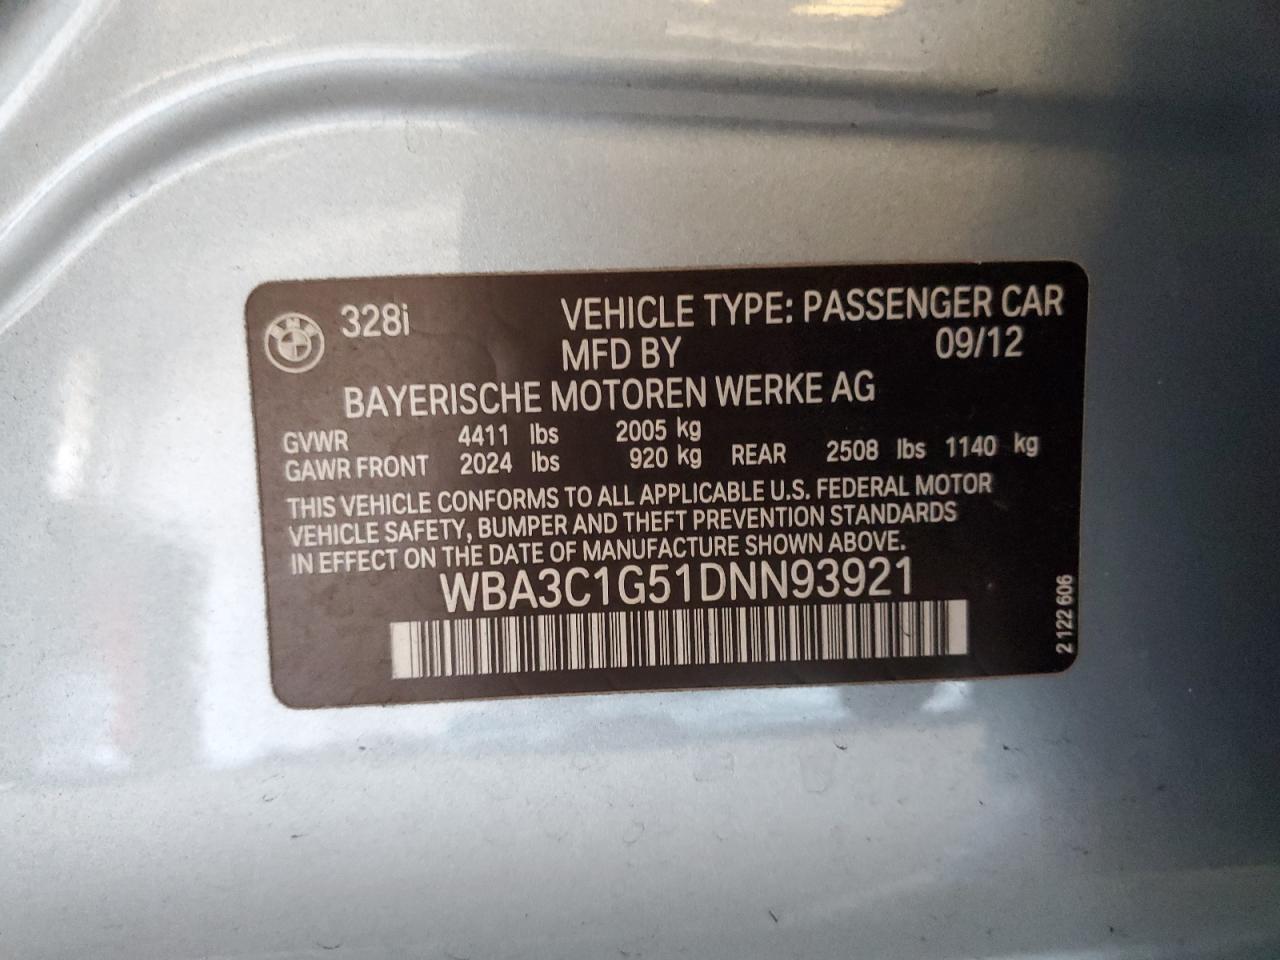 BMW 328i VEHICLE TYPE: PASSENGER CAR
MFD BY 09/12
BAYERISCHE MOTOREN WERKE AG
GVWR 4411 lbs 2005 kg
GAWR FRONT 2024 lbs 920 kg REAR 2508 lbs 1140 kg
THIS VEHICLE CONFORMS TO ALL APPLICABLE U.S. FEDERAL MOTOR
VEHICLE SAFETY, BUMPER AND THEFT PREVENTION STANDARDS
IN EFFECT ON THE DATE OF MANUFACTURE SHOWN ABOVE.
WBA3C1G51DNN93921
2 122 606